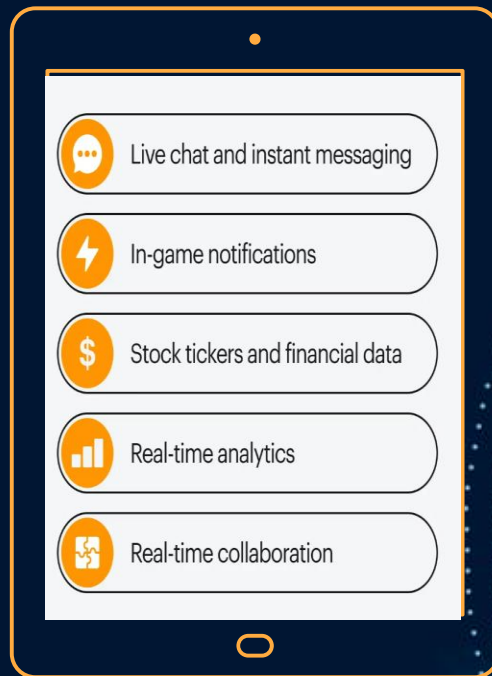 Live chat and instant messaging
In-game notifications
$
Stock tickers and financial data
Real-time analytics
Real-time collaboration